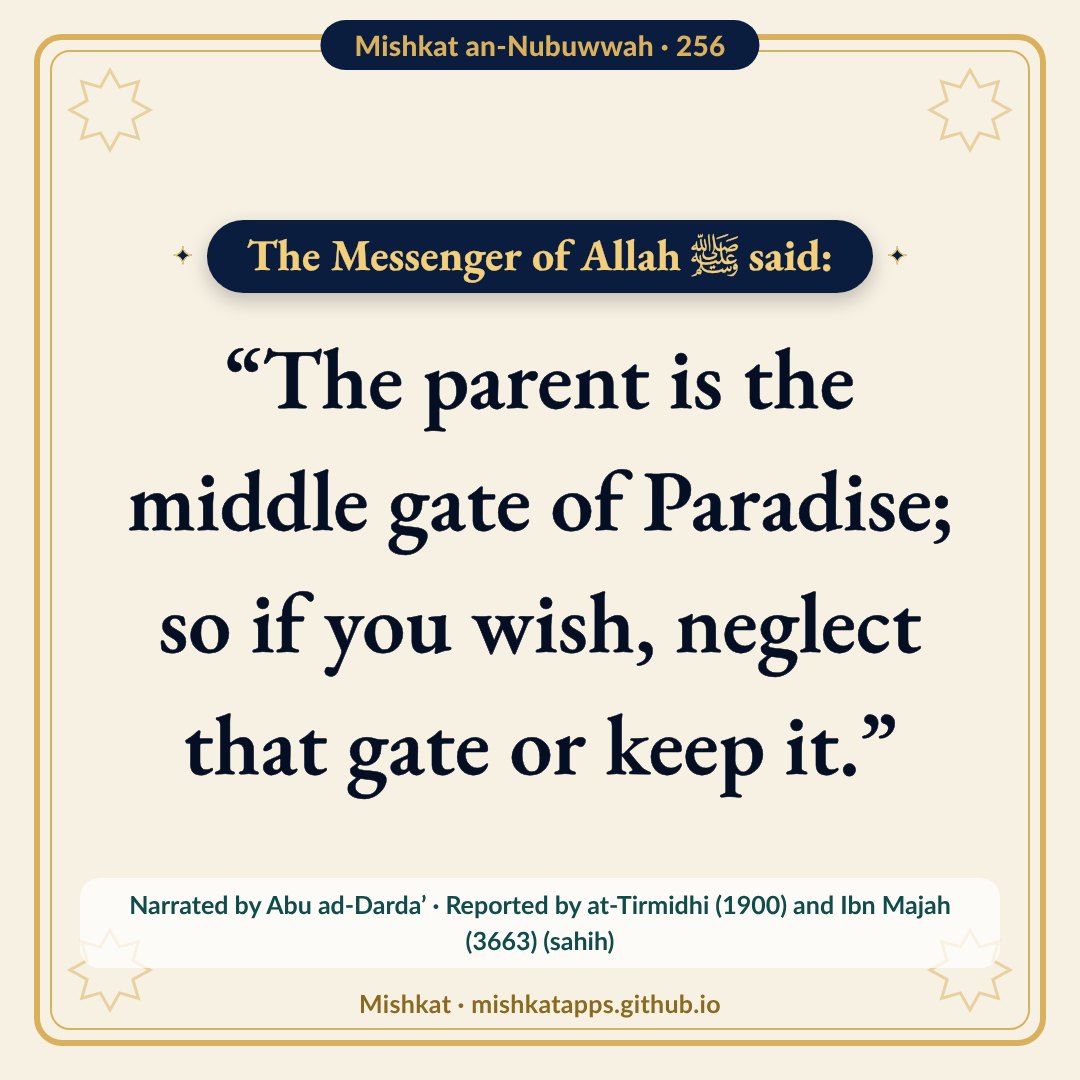 Mishkat an-Nubuwwah · 256
The Messenger of Allah ﷺ said:
“The parent is the
middle gate of Paradise;
so if you wish, neglect
that gate or keep it.”
Narrated by Abu ad-Darda’ · Reported by at-Tirmidhi (1900) and Ibn Majah
(3663) (sahih)
Mishkat · mishkatapps.github.io